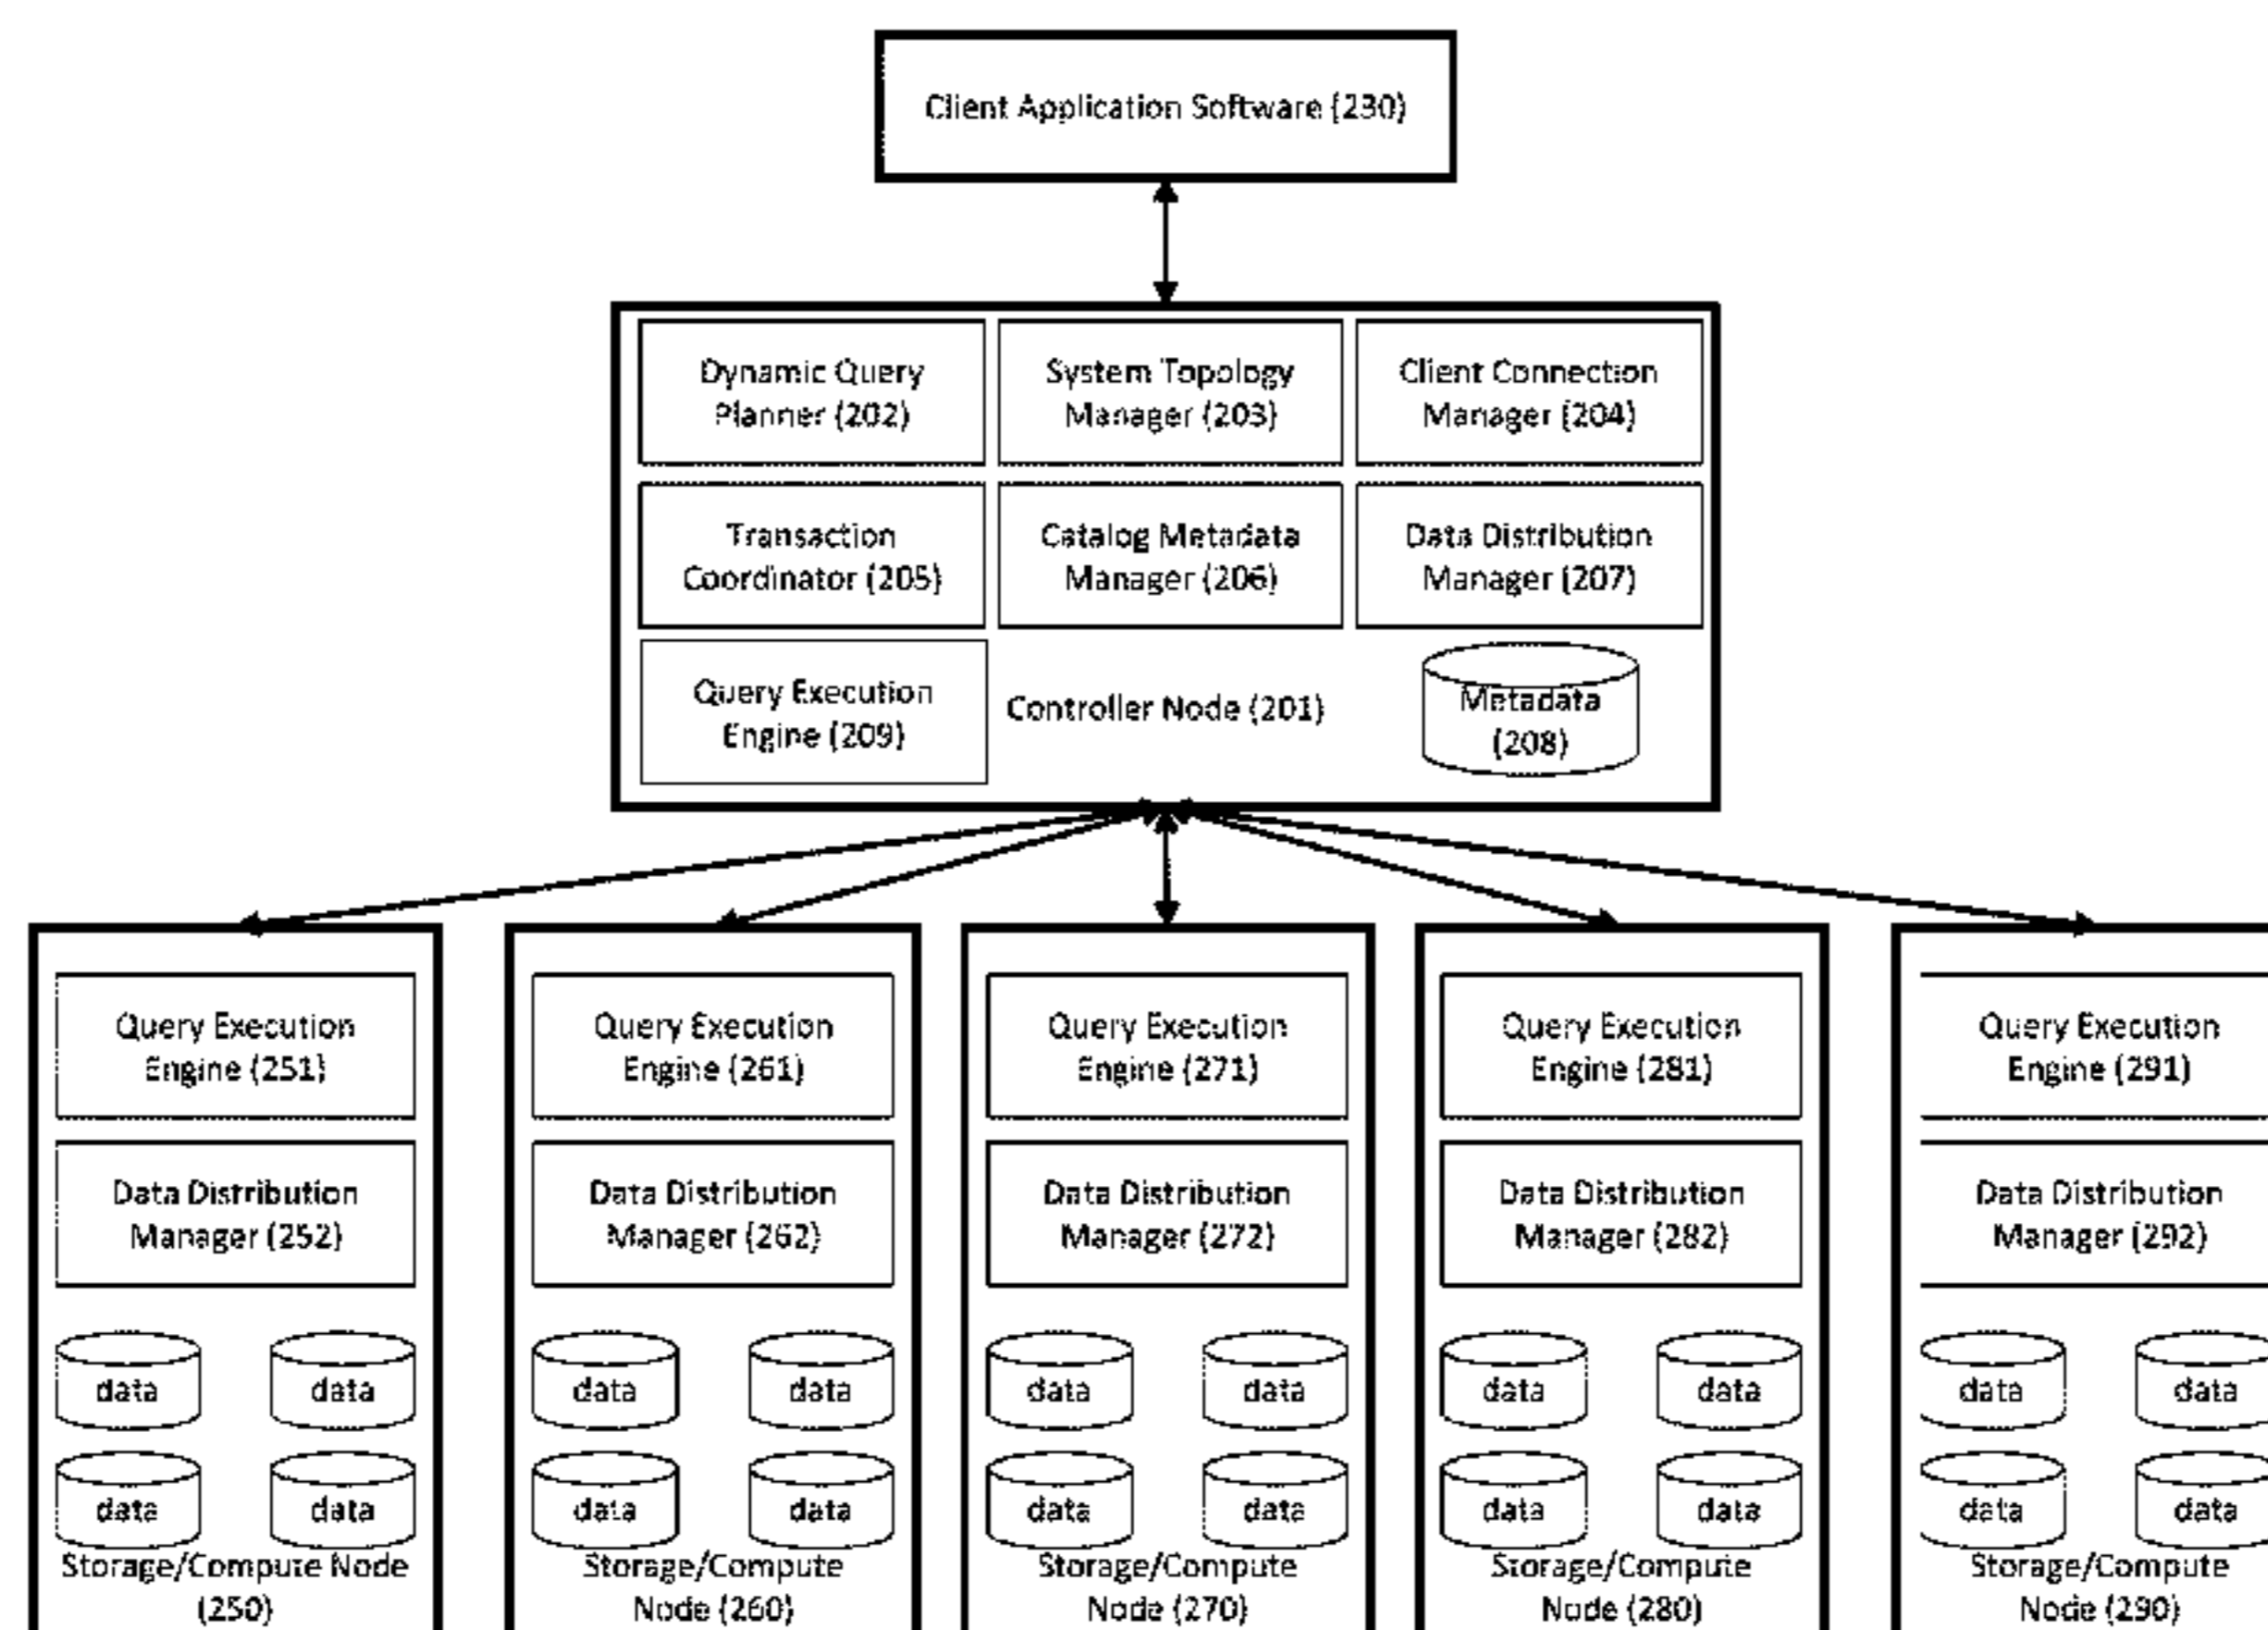 Client Application Software (230)
Dynamic Query
Planner (202)
System Topology
Manager (203)
Client Connection
Manager (204)
Transaction
Coordinator (205)
Catalog Metadata
Manager (206)
Data Distribution
Manager (207)
Query Execution
Engine (209)
Controller Node (201)
Metadata
(208)
Query Execution
Engine (251)
Data Distribution
Manager (252)
data
data
data
data
Storage/Compute Node
(250)
Query Execution
Engine (261)
Data Distribution
Manager (262)
data
data
data
data
Storage/Compute
Node (260)
Query Execution
Engine (271)
Data Distribution
Manager (272)
data
data
data
data
Storage/Compute
Node (270)
Query Execution
Engine (281)
Data Distribution
Manager (282)
data
data
data
data
Storage/Compute
Node (280)
Query Execution
Engine (291)
Data Distribution
Manager (292)
data
data
data
data
Storage/Compute
Node (290)